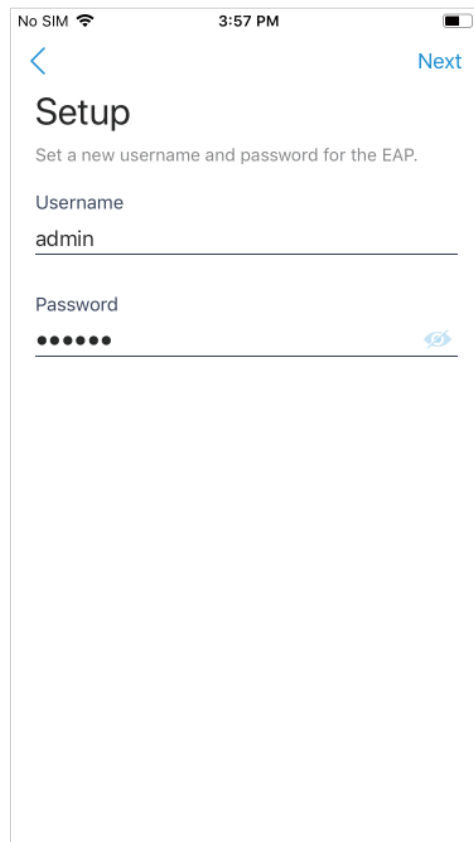 No SIM 3:57 PM
Next
Setup
Set a new username and password for the EAP.
Username
admin
Password
••••••